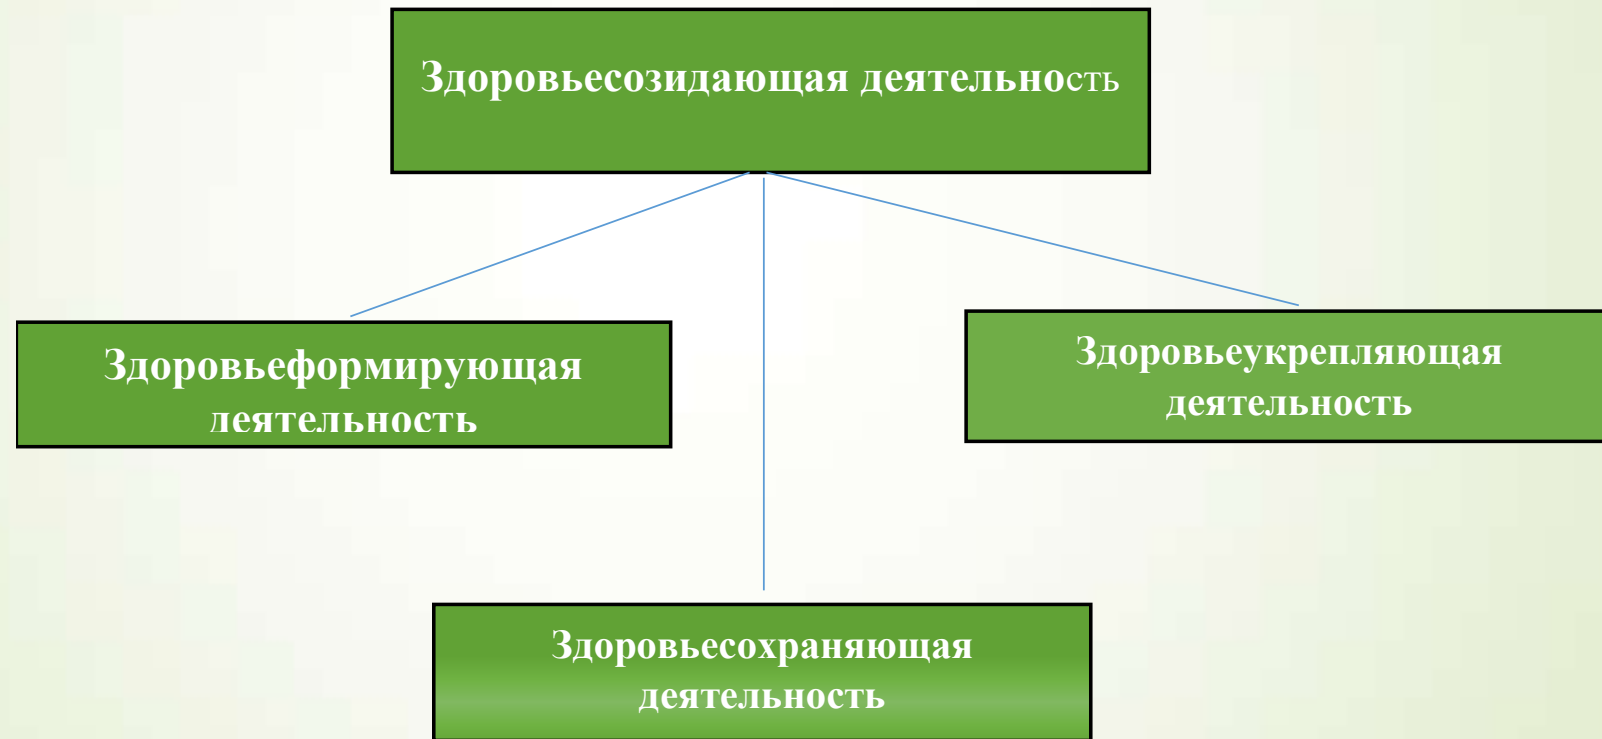 Здоровьесозидающая деятельность
Здоровьеформирующая
деятельность
Здоровьеукрепляющая
деятельность
Здоровьесохраняющая
деятельность